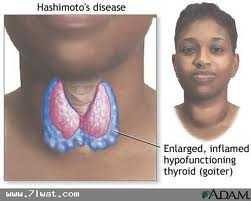 Hashimoto's disease
Enlarged, inflamed
hypofunctioning
thyroid (goiter)
www.7lwat.com
ADAM.